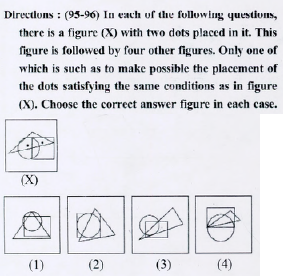 Directions : (95-96) In each of the following questions,
there is a figure (X) with two dots placed in it. This
figure is followed by four other figures. Only one of
which is such as to make possible the placement of
the dots satisfying the same conditions as in figure
(X). Choose the correct answer figure in each case.
(X)
(1) (2) (3) (4)